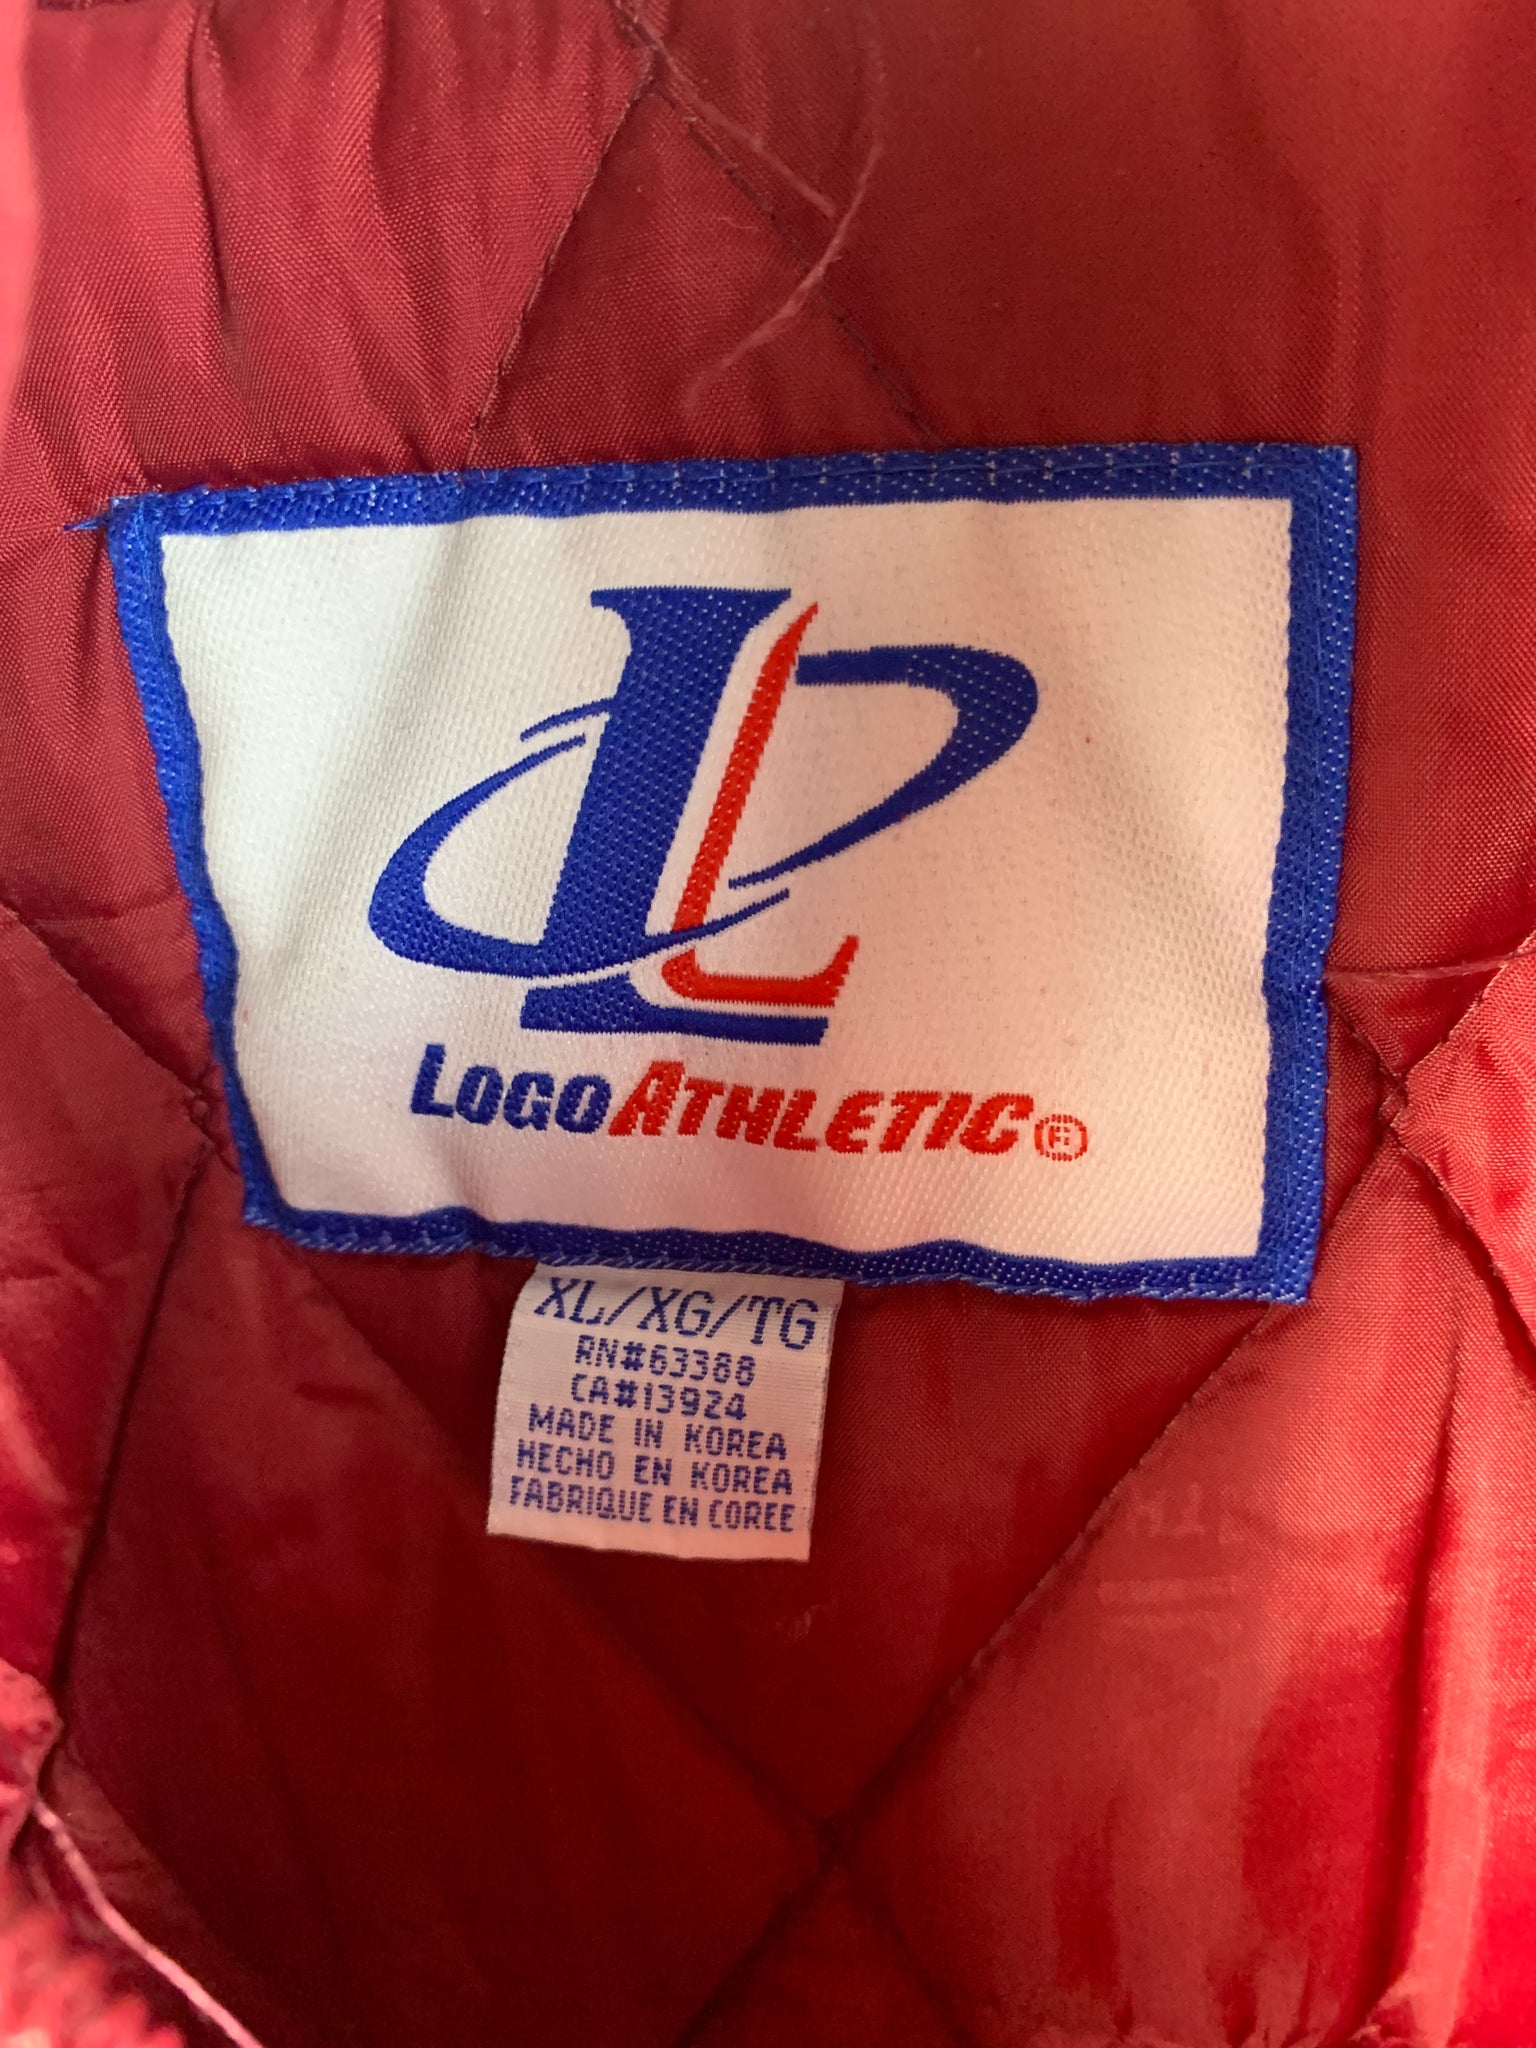 L
LOGOATHLETIC®
XL/XG/TG
RN#63388
CA#13924
MADE IN KOREA
HECHO EN KOREA
FABRIQUE EN COREE